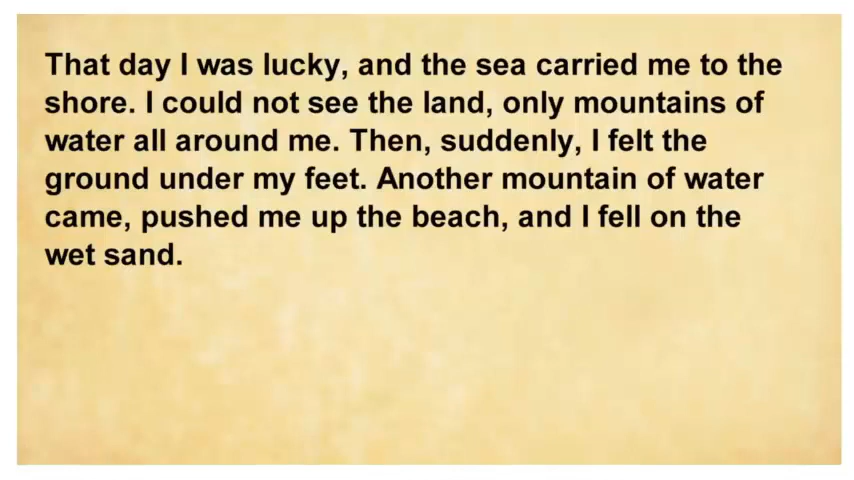 That day I was lucky, and the sea carried me to the
shore. I could not see the land, only mountains of
water all around me. Then, suddenly, I felt the
ground under my feet. Another mountain of water
came, pushed me up the beach, and I fell on the
wet sand.